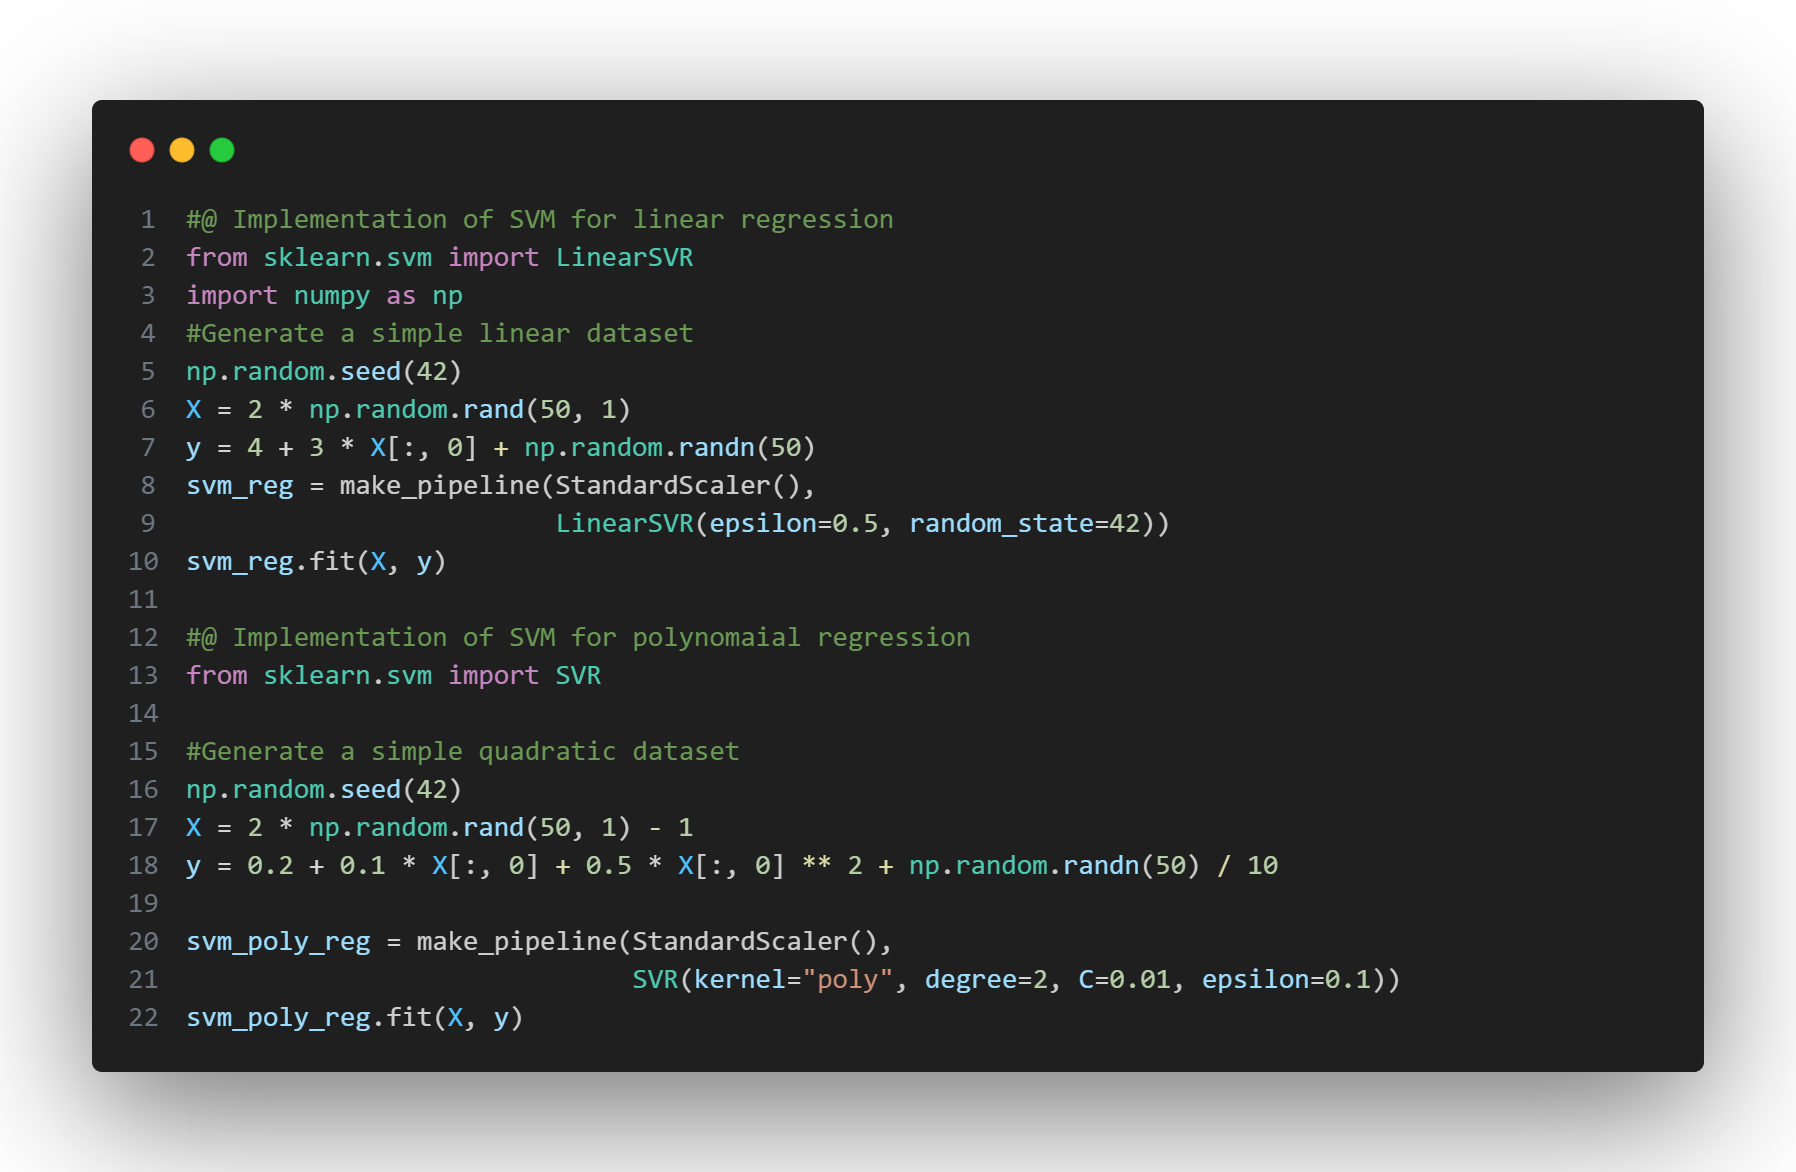 1 #@ Implementation of SVM for linear regression
2 from sklearn.svm import LinearSVR
3 import numpy as np
4 #Generate a simple linear dataset
5 np.random.seed(42)
6 X = 2 * np.random.rand(50, 1)
7 y = 4 + 3 * X[:, 0] + np.random.randn(50)
8 svm_reg = make_pipeline(StandardScaler(),
9                         LinearSVR(epsilon=0.5, random_state=42))
10 svm_reg.fit(X, y)
11
12 #@ Implementation of SVM for polynomaial regression
13 from sklearn.svm import SVR
14
15 #Generate a simple quadratic dataset
16 np.random.seed(42)
17 X = 2 * np.random.rand(50, 1) - 1
18 y = 0.2 + 0.1 * X[:, 0] + 0.5 * X[:, 0] ** 2 + np.random.randn(50) / 10
19
20 svm_poly_reg = make_pipeline(StandardScaler(),
21                              SVR(kernel="poly", degree=2, C=0.01, epsilon=0.1))
22 svm_poly_reg.fit(X, y)